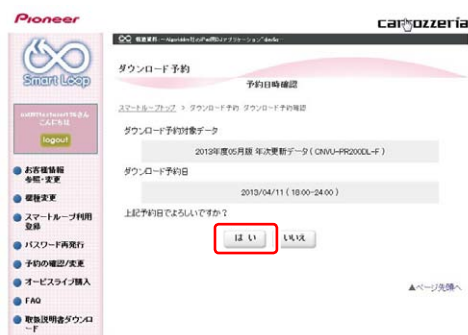 Pioneer
carrozzeria
Smart Loop
logout
お客様情報
参照・変更
機種変更
スマートループ利用
登録
パスワード再発行
予約の確認/変更
オービスライブ購入
FAQ
取扱説明書ダウンロ
ード
ダウンロード予約
予約日時確認
スマートループトップ > ダウンロード予約 ダウンロード予約確認
ダウンロード予約対象データ
2013年度05月版 年次更新データ ( CNVU-PR200DL-F )
ダウンロード予約日
2013/04/11 ( 18:00-24:00 )
上記予約日でよろしいですか?
はい
いいえ
▲ページ先頭へ